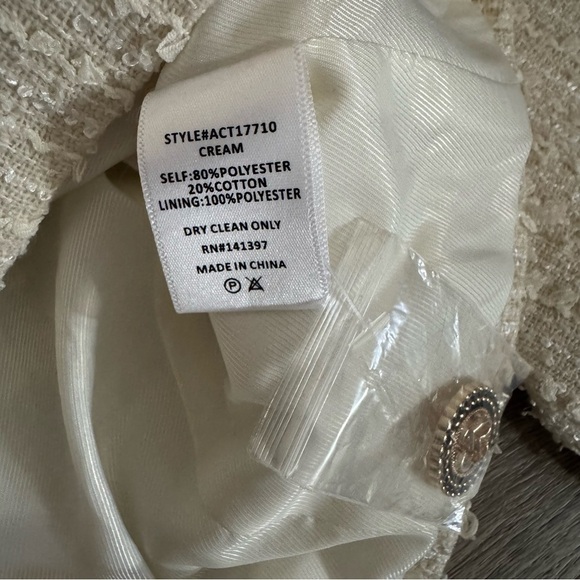 STYLE#ACT17710
CREAM
SELF:80%POLYESTER
20%COTTON
LINING:100%POLYESTER
DRY CLEAN ONLY
RN#141397
MADE IN CHINA
P